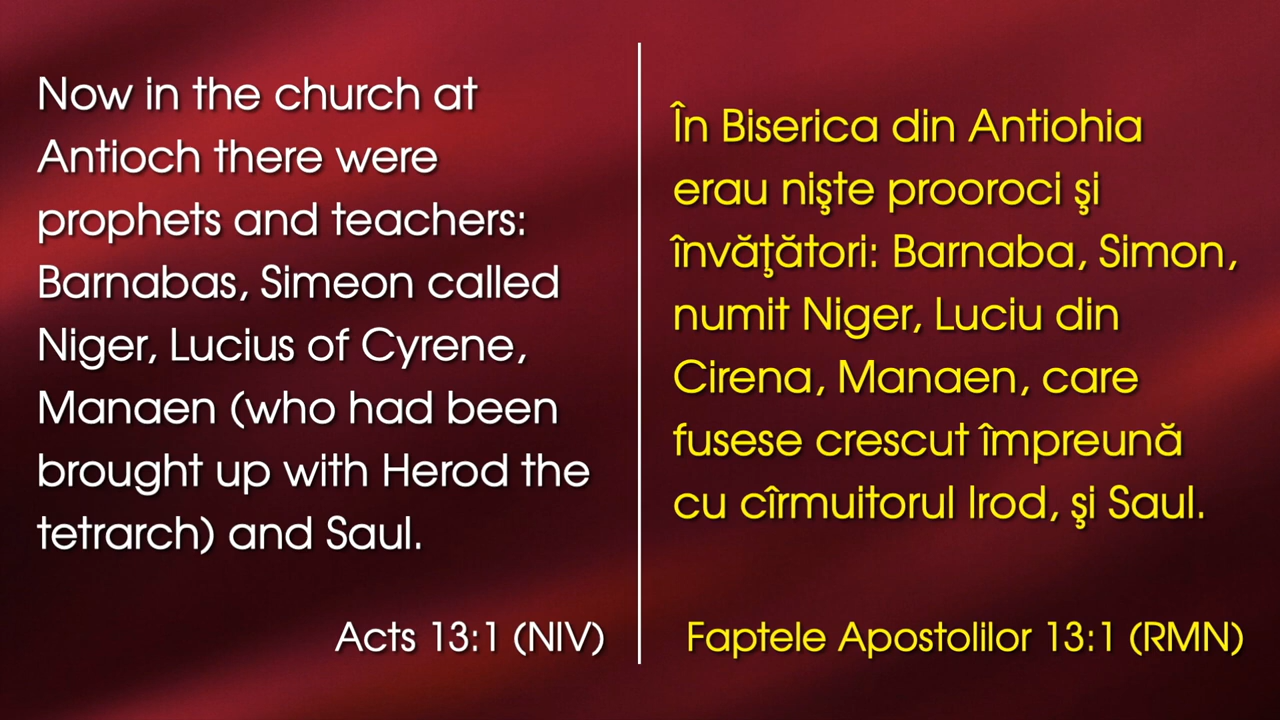 Now in the church at
Antioch there were
prophets and teachers:
Barnabas, Simeon called
Niger, Lucius of Cyrene,
Manaen (who had been
brought up with Herod the
tetrarch) and Saul.
Acts 13:1 (NIV)
În Biserica din Antiohia
erau nişte prooroci şi
învăţători: Barnaba, Simon,
numit Niger, Luciu din
Cirena, Manaen, care
fusese crescut împreună
cu cîrmuitorul Irod, şi Saul.
Faptele Apostolilor 13:1 (RMN)